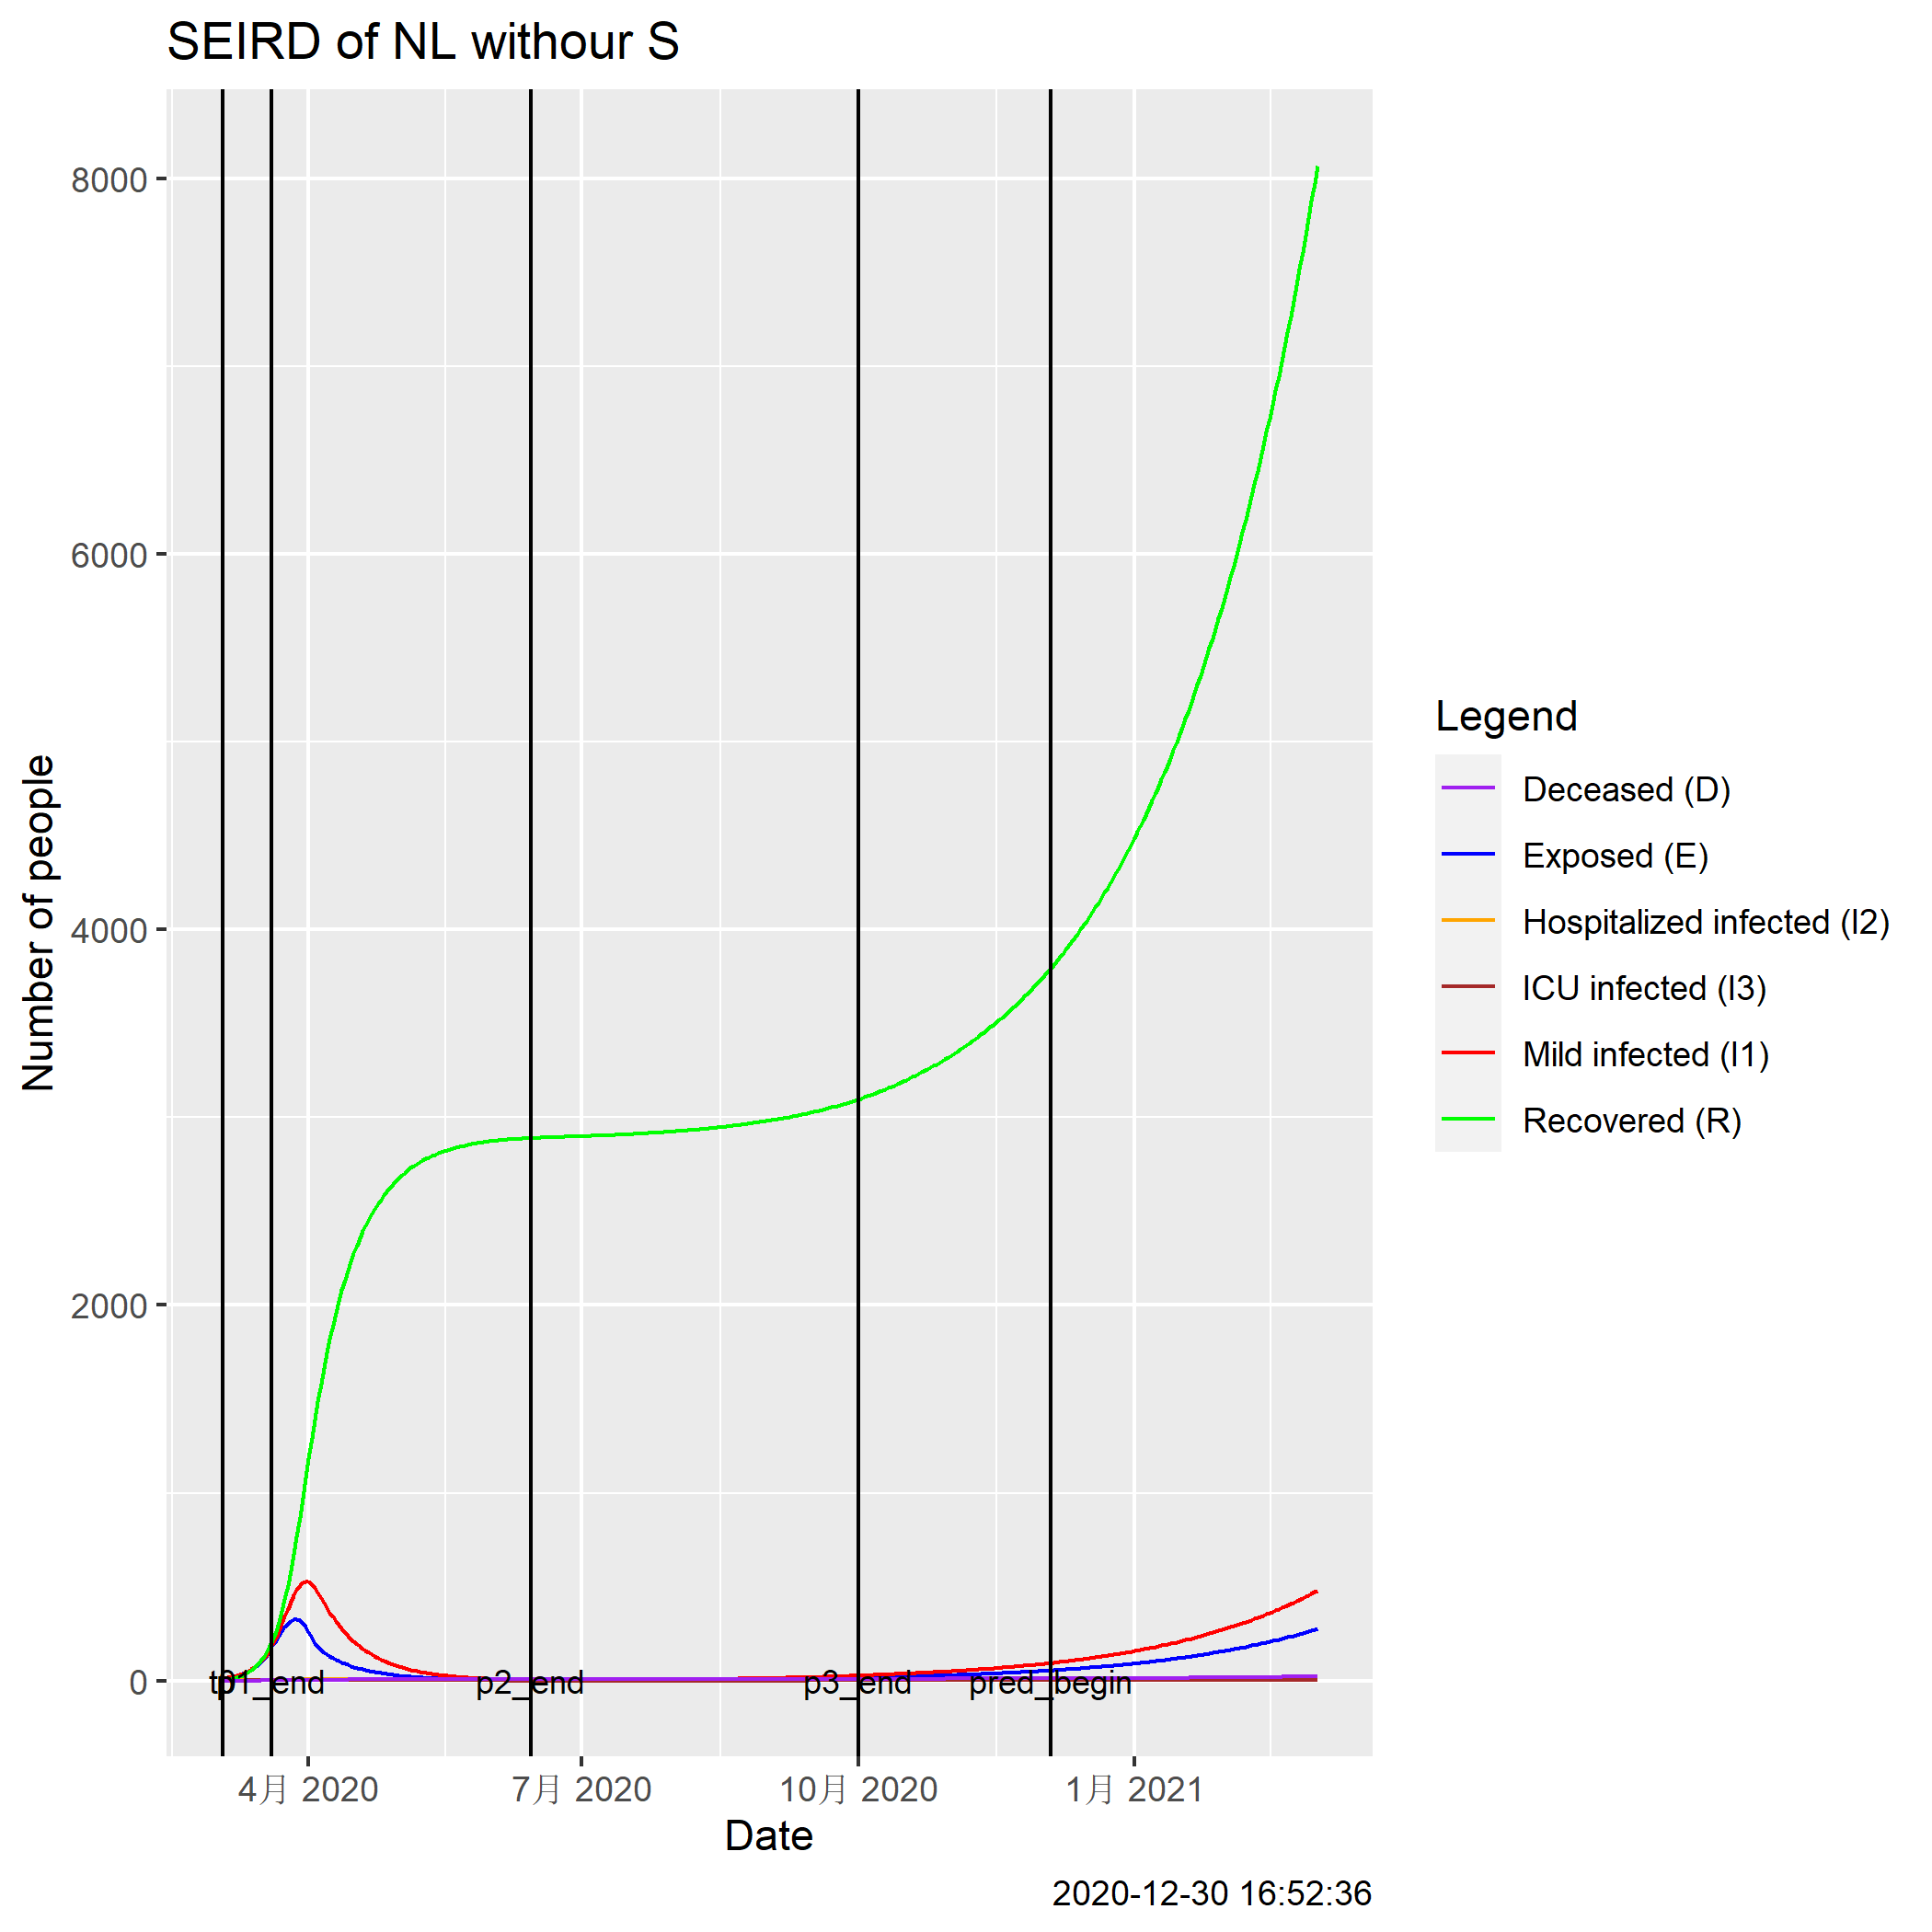 SEIRD of NL withour S
Number of people
8000
6000
4000
2000
0
p1_end
p2_end
p3_end
pred_begin
4月 2020
7月 2020
10月 2020
1月 2021
Date
Legend
Deceased (D)
Exposed (E)
Hospitalized infected (I2)
ICU infected (I3)
Mild infected (I1)
Recovered (R)
2020-12-30 16:52:36